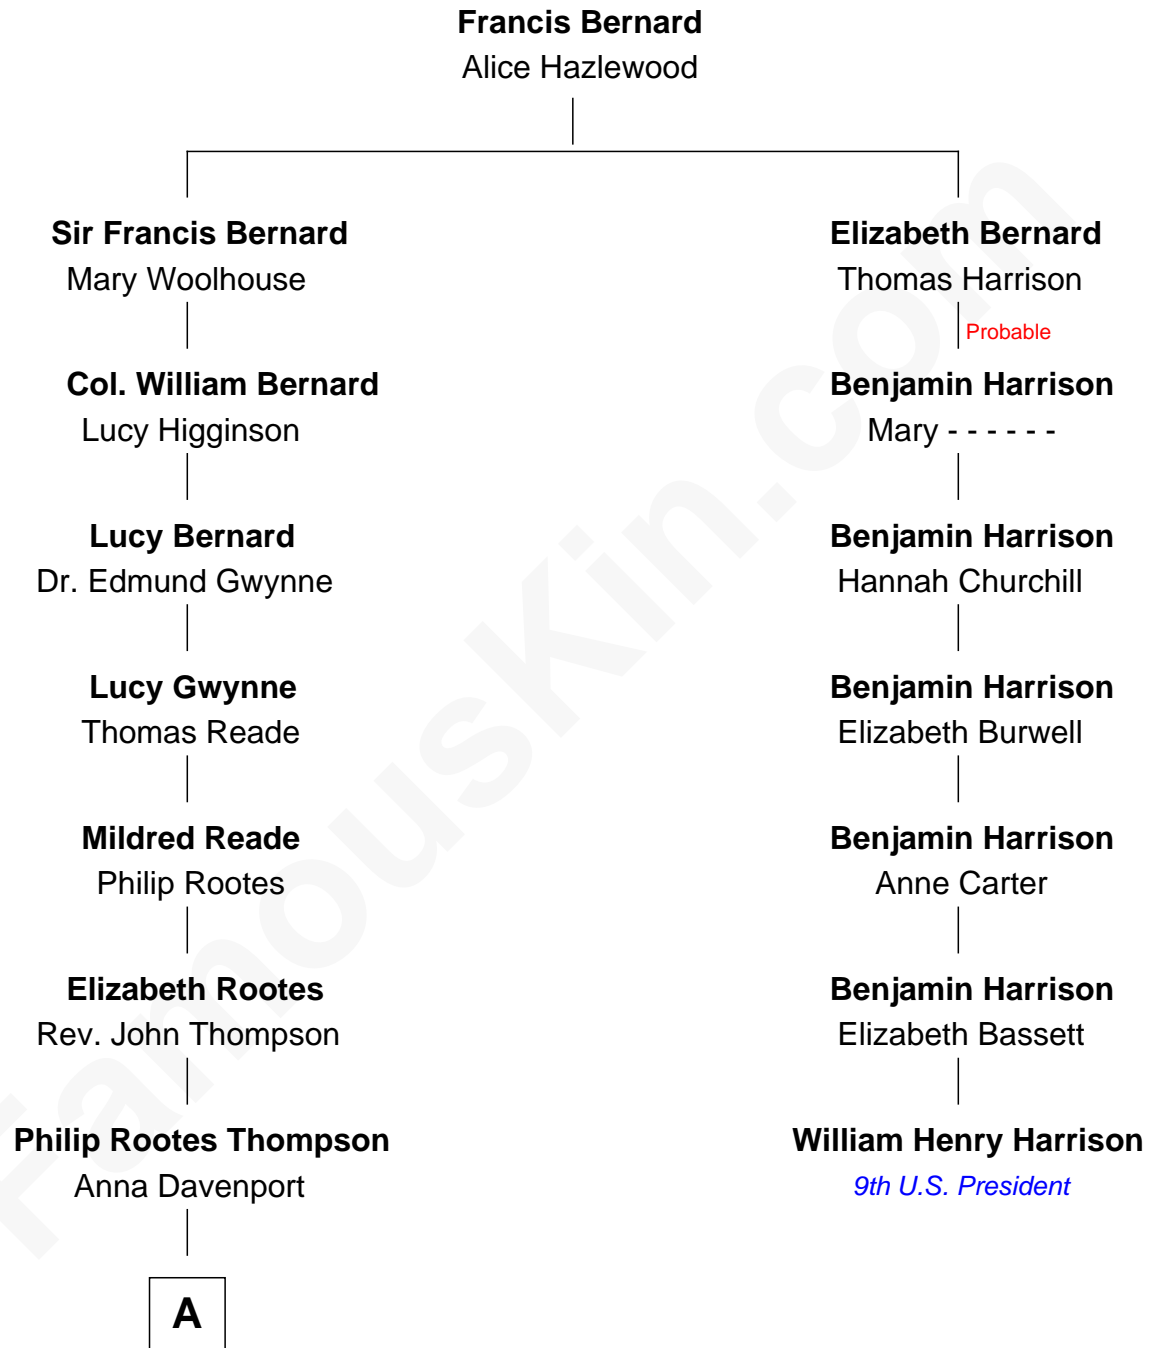 Francis Bernard
Alice Hazlewood
Sir Francis Bernard
Mary Woolhouse
Elizabeth Bernard
Thomas Harrison
Probable
Col. William Bernard
Lucy Higginson
Benjamin Harrison
Mary - - - - - -
Lucy Bernard
Dr. Edmund Gwynne
Benjamin Harrison
Hannah Churchill
Lucy Gwynne
Thomas Reade
Benjamin Harrison
Elizabeth Burwell
Mildred Reade
Philip Rootes
Benjamin Harrison
Anne Carter
Elizabeth Rootes
Rev. John Thompson
Benjamin Harrison
Elizabeth Bassett
Philip Rootes Thompson
Anna Davenport
William Henry Harrison
9th U.S. President
A
FamousKin.com